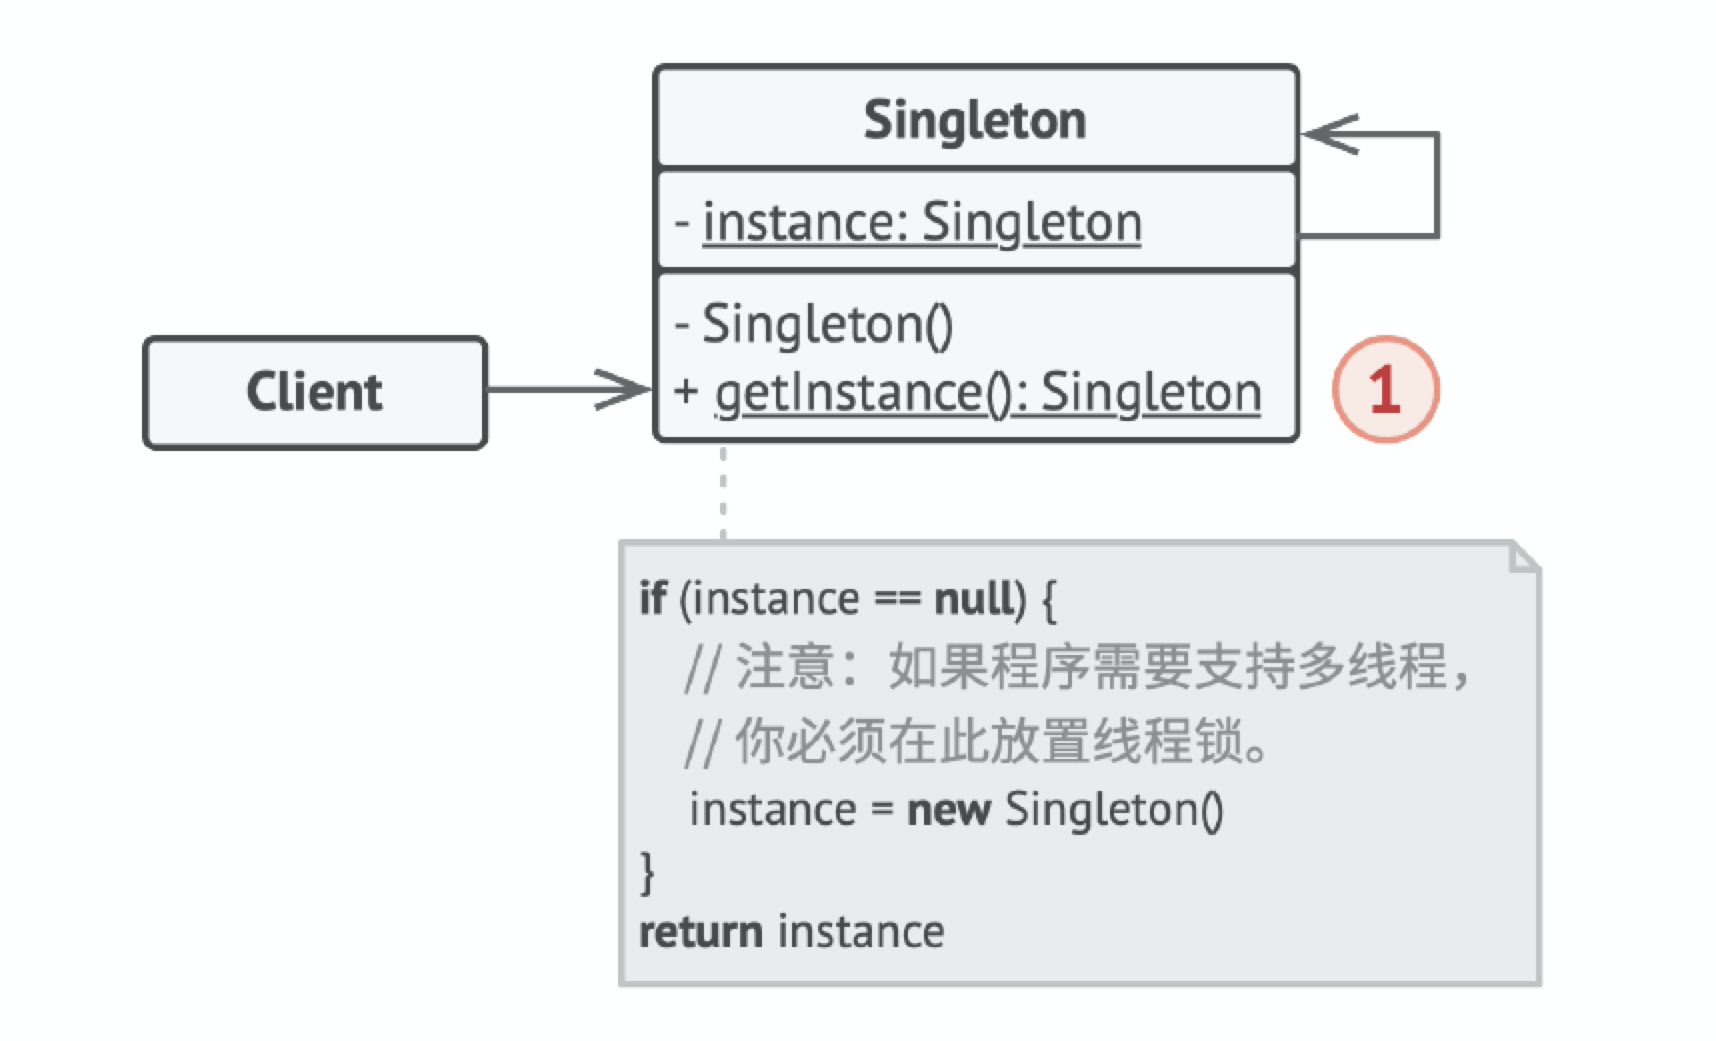 Singleton
- instance: Singleton
- Singleton()
+ getInstance(): Singleton
Client
1
if (instance == null) {
// 注意：如果程序需要支持多线程，
// 你必须在此放置线程锁。
instance = new Singleton()
}
return instance